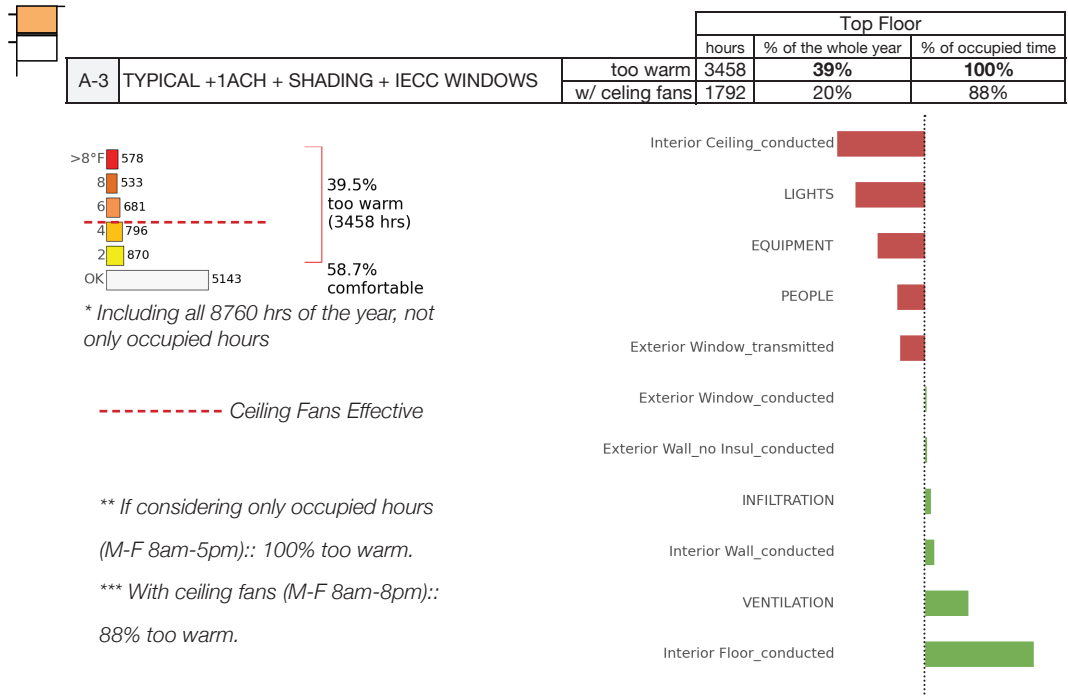 Top Floor
hours % of the whole year % of occupied time
A-3 TYPICAL +1ACH + SHADING + IECC WINDOWS too warm 3458 39% 100%
w/ celing fans 1792 20% 88%
>8°F 578
8 533
6 681
4 796
2 870
OK 5143
39.5%
too warm
(3458 hrs)
58.7%
comfortable
* Including all 8760 hrs of the year, not
only occupied hours
Ceiling Fans Effective
** If considering only occupied hours
(M-F 8am-5pm):: 100% too warm.
*** With ceiling fans (M-F 8am-8pm)::
88% too warm.
Interior Ceiling_conducted
LIGHTS
EQUIPMENT
PEOPLE
Exterior Window_transmitted
Exterior Window_conducted
Exterior Wall_no Insul_conducted
INFILTRATION
Interior Wall_conducted
VENTILATION
Interior Floor_conducted